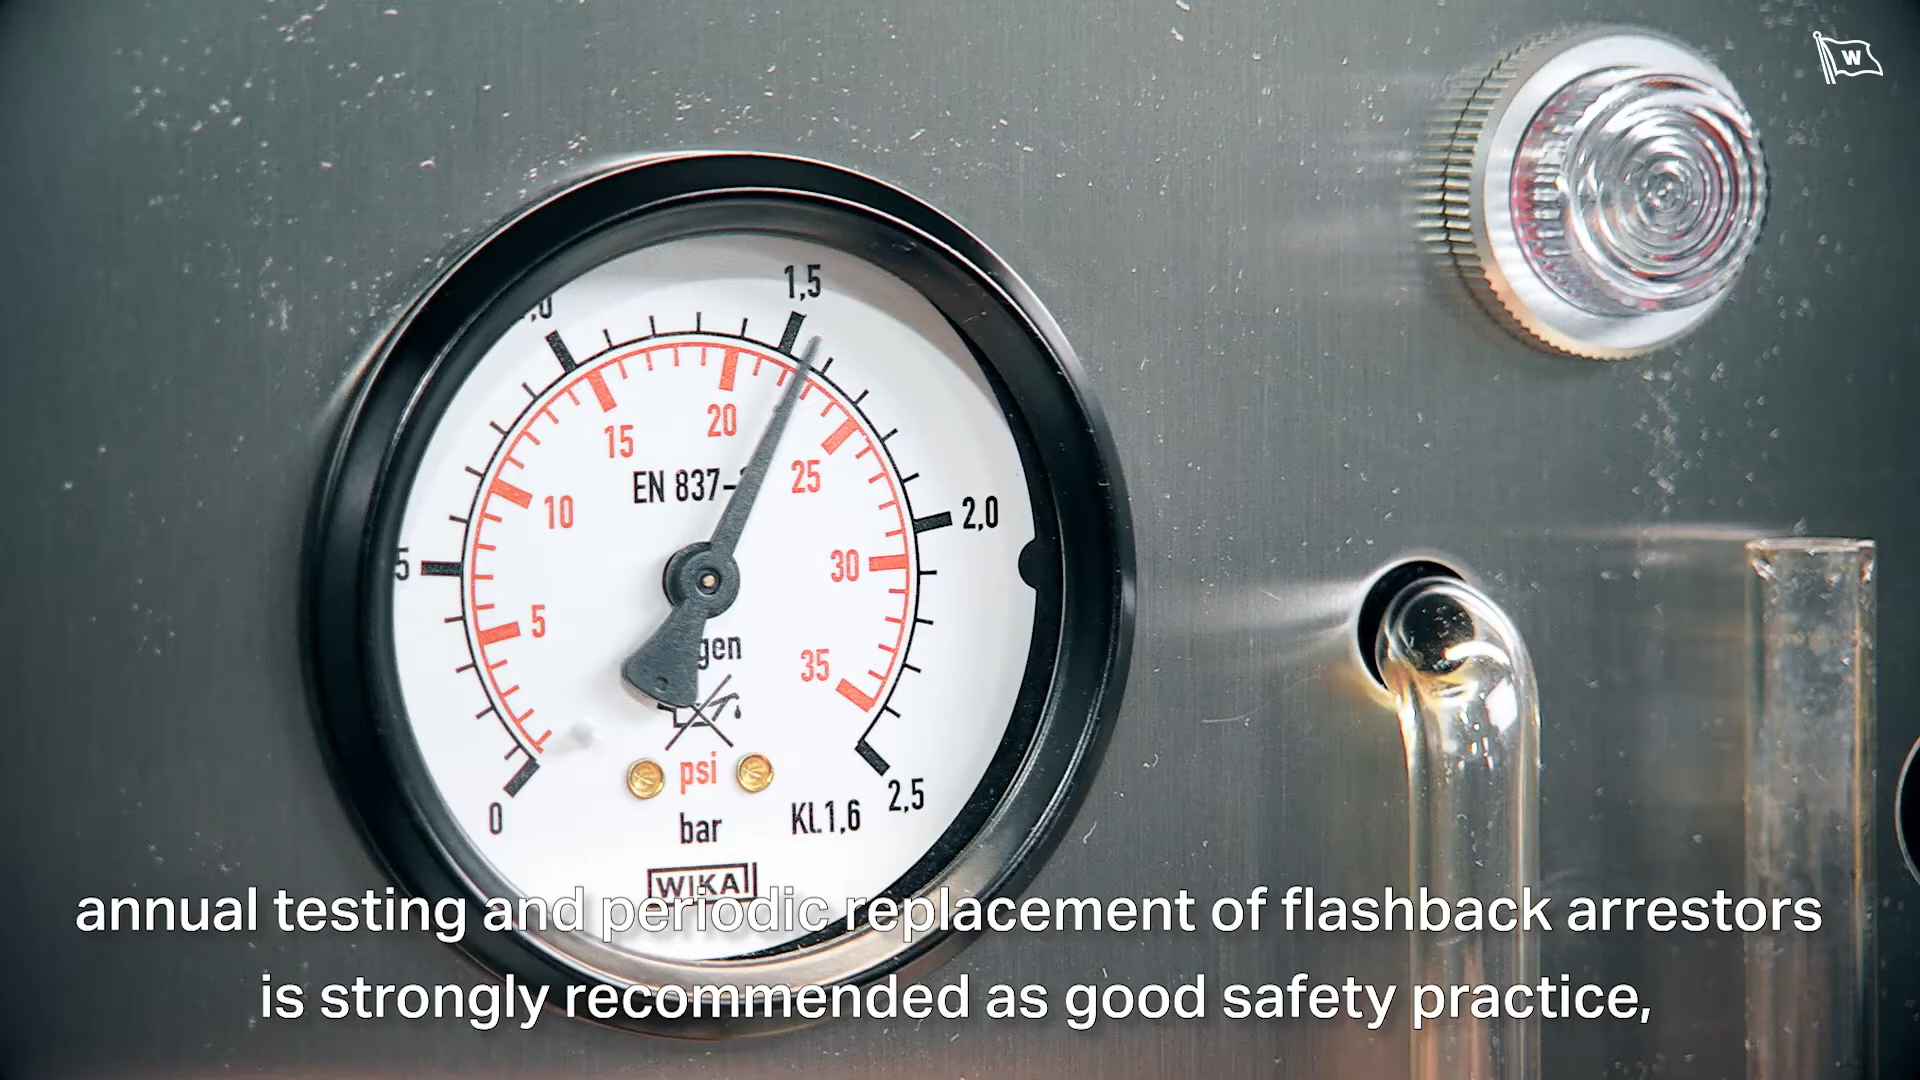 W
1,5
,0
15
20
EN 837-
25
10
2,0
5
30
5
gen
35
psi
0
bar
Kl.1,6
2,5
WIKA
annual testing and periodic replacement of flashback arrestors
is strongly recommended as good safety practice,